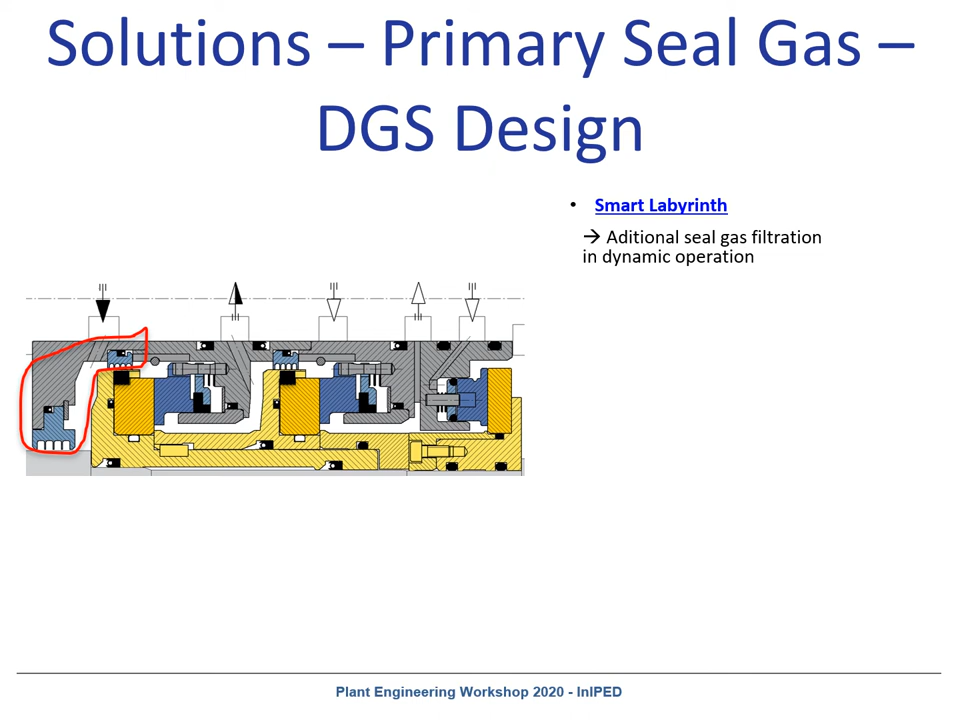 Solutions – Primary Seal Gas –
DGS Design
• Smart Labyrinth
→ Aditional seal gas filtration
in dynamic operation
Plant Engineering Workshop 2020 - InIPED